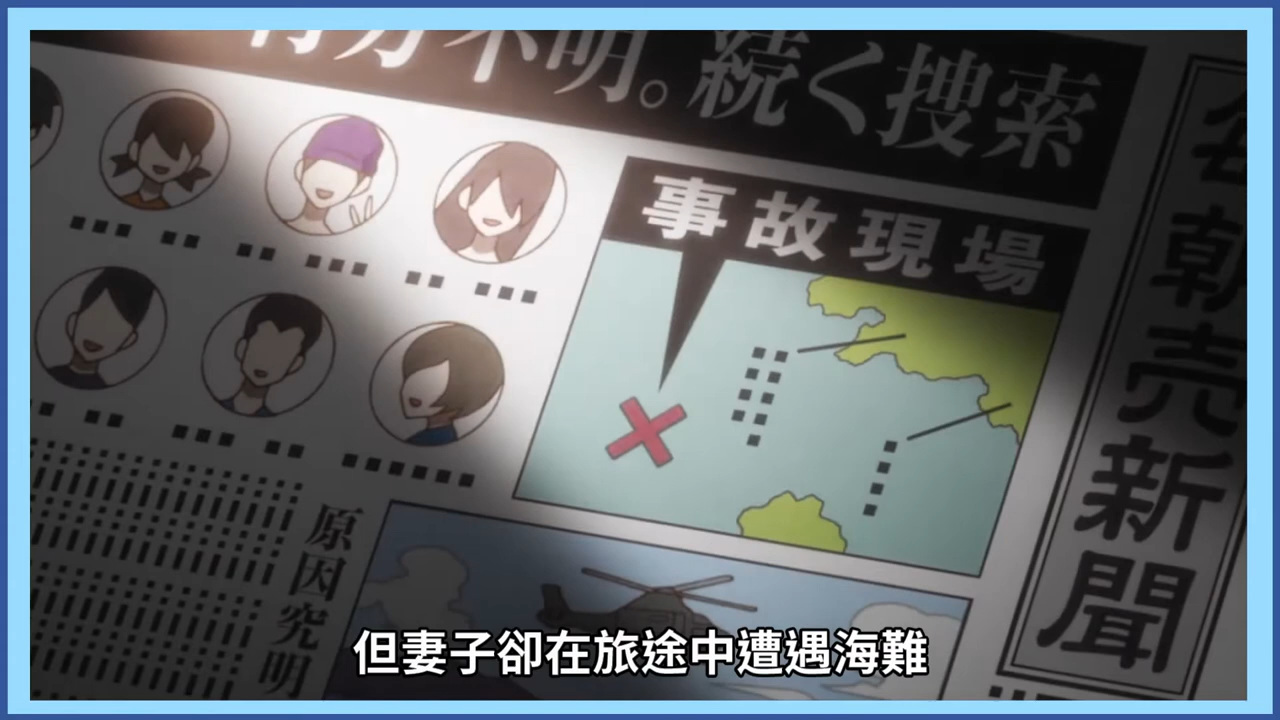 行方不明。続く捜索
事故現場
毎朝売新聞
原因究明
但妻子卻在旅途中遭遇海難